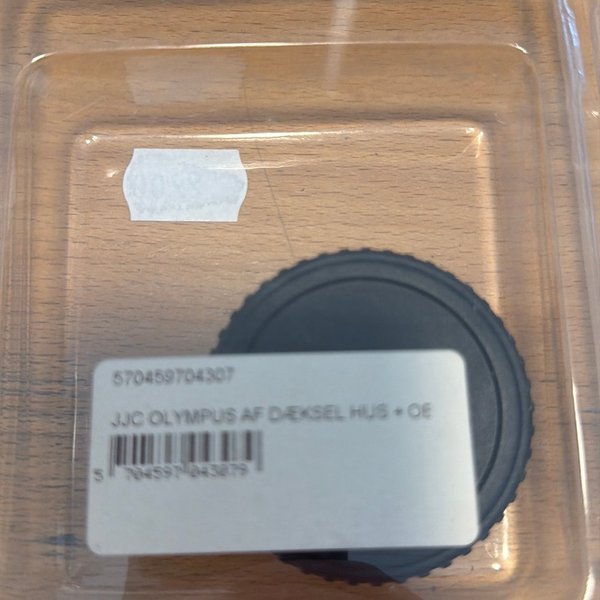 570459704307
JJC OLYMPUS AF DÆKSEL HUS + OE
5 704597 043079